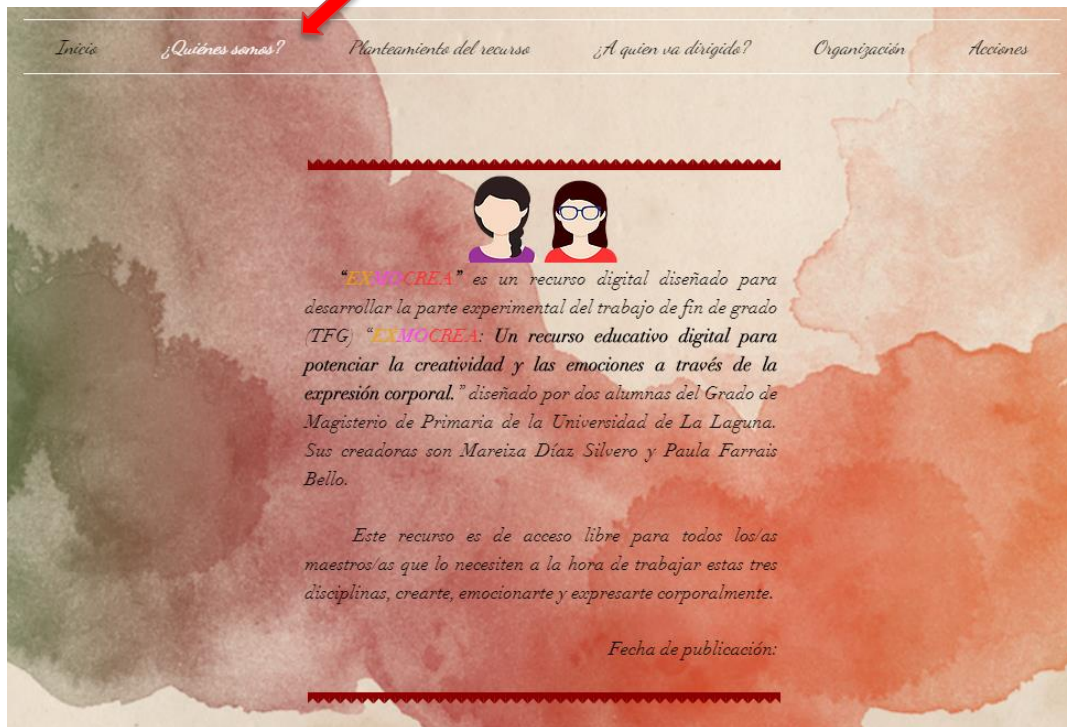 Inicio ¿Quiénes somos? Planteamiento del recurso ¿A quien va dirigido? Organización Acciones
“EXMOCREA” es un recurso digital diseñado para
desarrollar la parte experimental del trabajo de fin de grado
(TFG) “EXMOCREA: Un recurso educativo digital para
potenciar la creatividad y las emociones a través de la
expresión corporal.” diseñado por dos alumnas del Grado de
Magisterio de Primaria de la Universidad de La Laguna.
Sus creadoras son Mareiza Díaz Silvero y Paula Farrais
Bello.
Este recurso es de acceso libre para todos los/as
maestros/as que lo necesiten a la hora de trabajar estas tres
disciplinas, crearte, emocionarte y expresarte corporalmente.
Fecha de publicación: